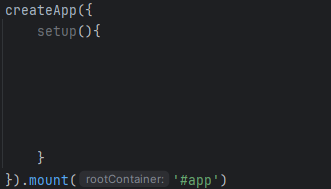 createApp({
    setup(){
    }
}).mount( rootContainer: '#app')